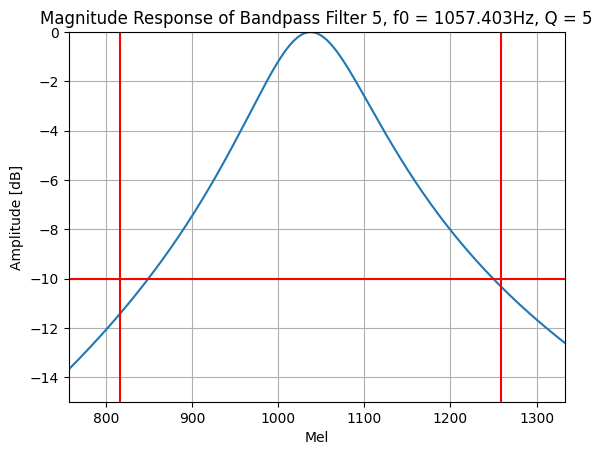 Magnitude Response of Bandpass Filter 5, f0 = 1057.403Hz, Q = 5
Amplitude [dB]
0
−2
−4
−6
−8
−10
−12
−14
800 900 1000 1100 1200 1300
Mel